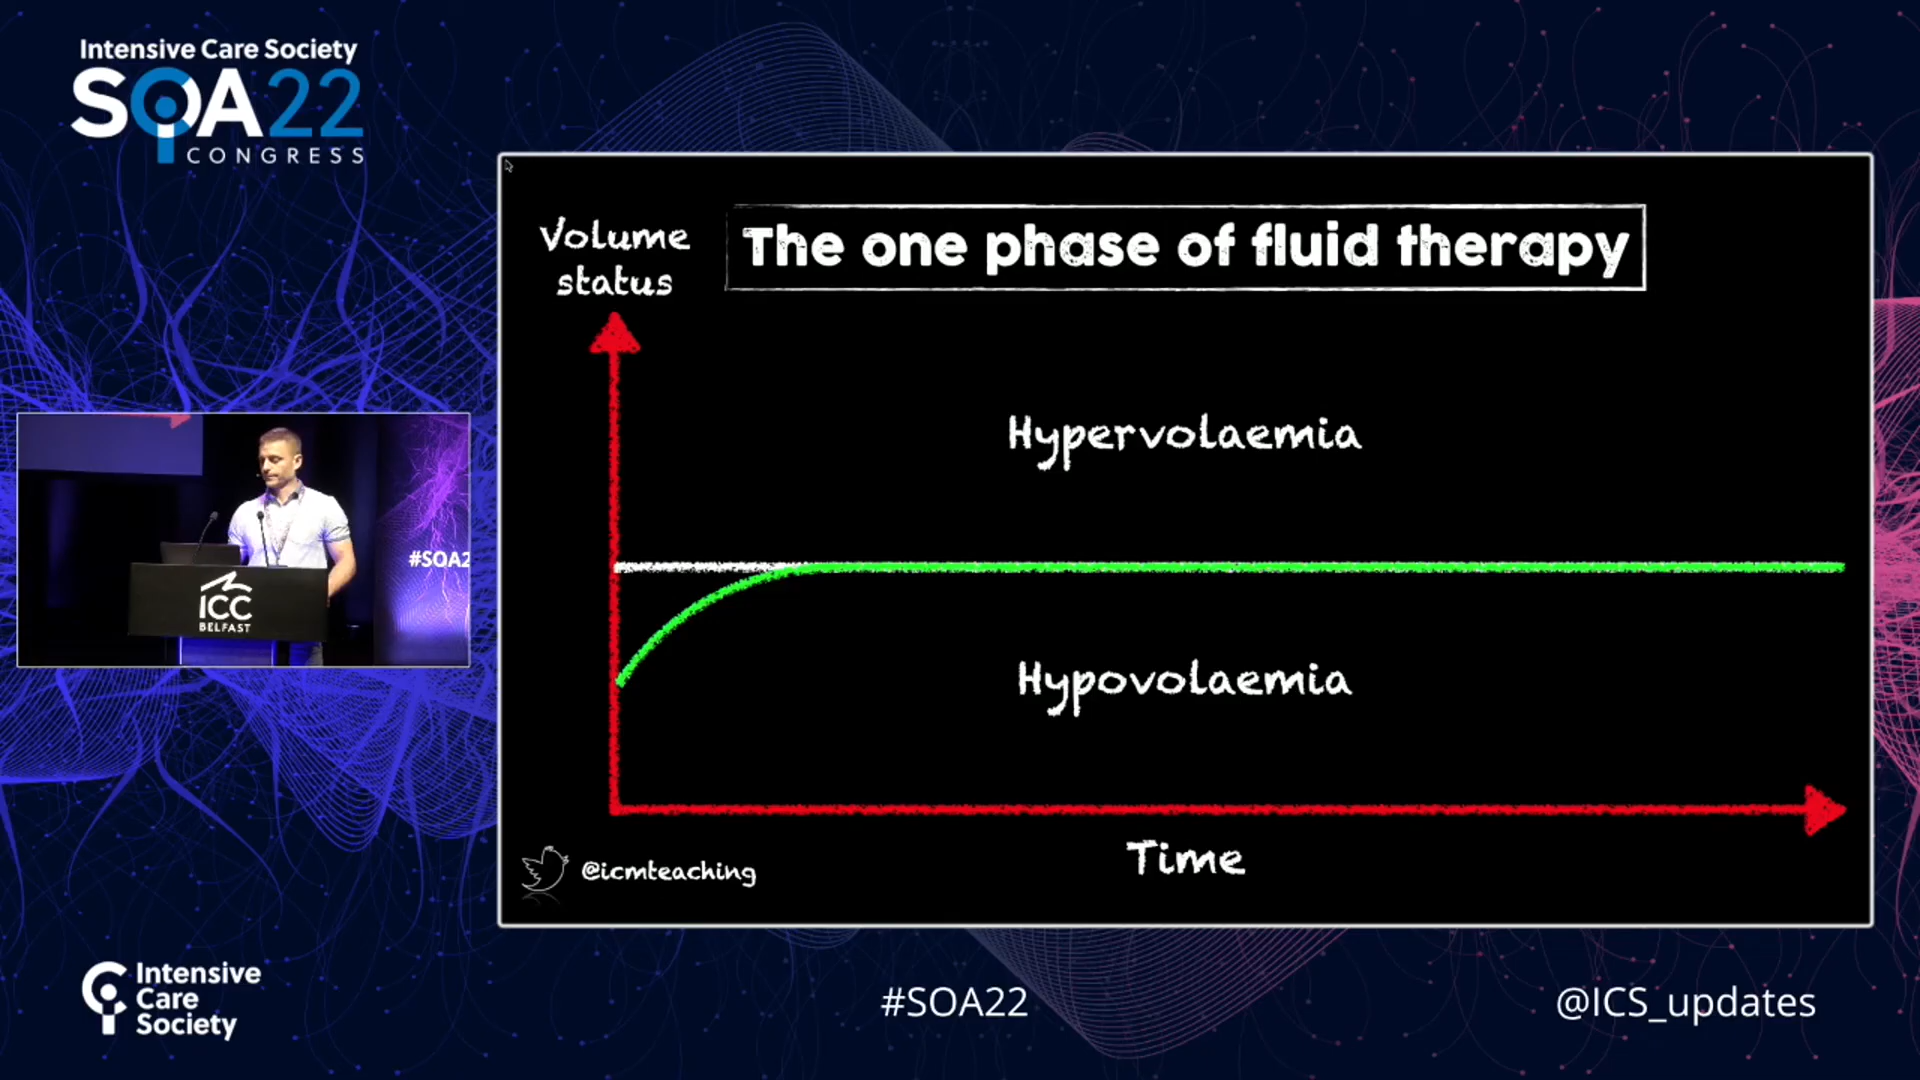 Intensive Care Society
SOA22
CONGRESS
The one phase of fluid therapy
Volume
status
Hypervolaemia
Hypovolaemia
Time
@icmteaching
#SOA2
ICC
BELFAST
Intensive
Care
Society
#SOA22
@ICS_updates